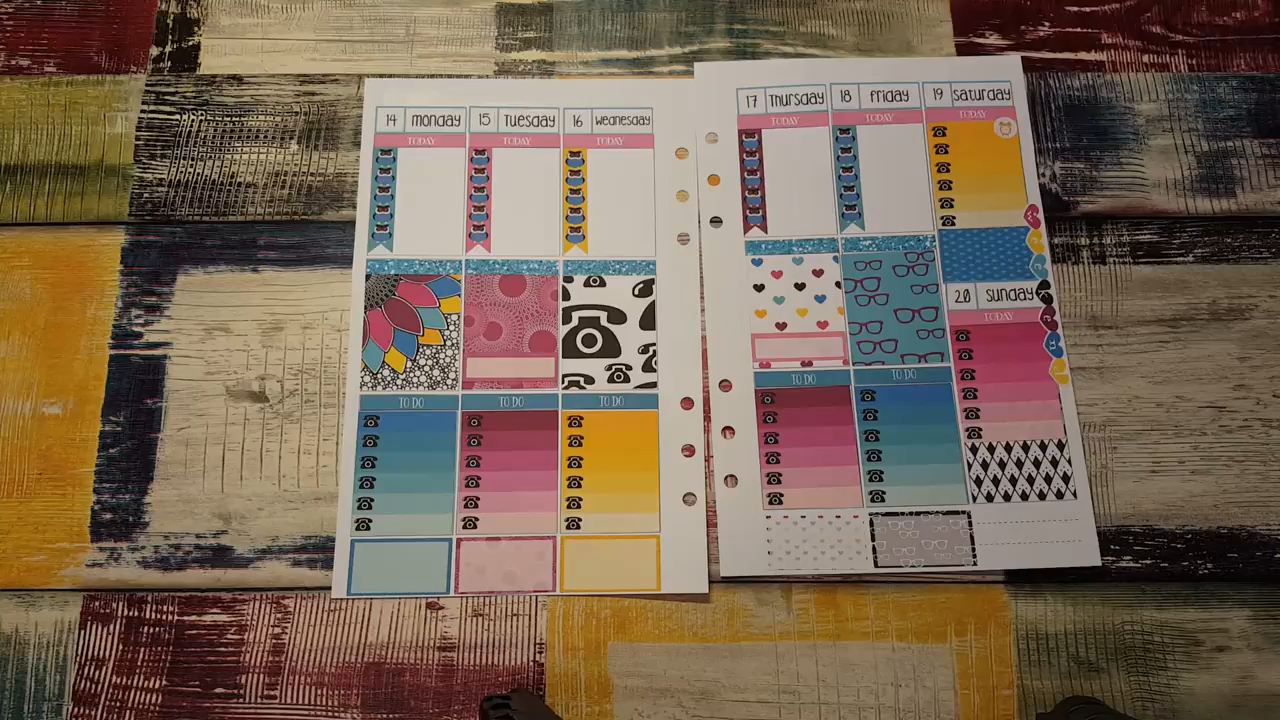 14 monday 15 Tuesday 16 wednesday
TODAY TODAY TODAY
TO DO TO DO TO DO
17 Thursday 18 friday 19 saturday
TODAY TODAY TODAY
20 sunday
TODAY
TO DO TO DO